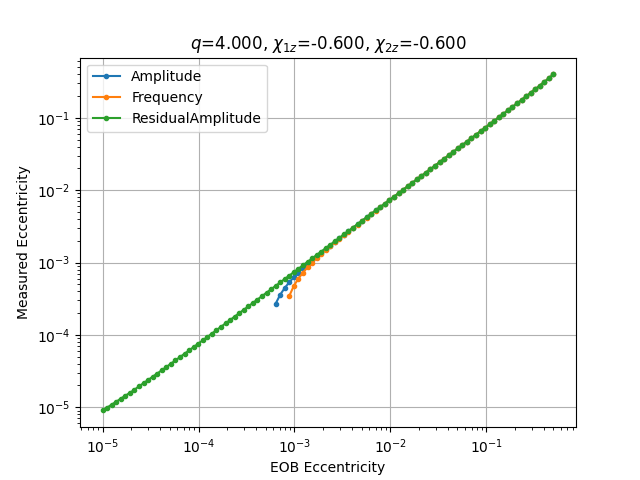 q=4.000, χ₁z=-0.600, χ₂z=-0.600
Amplitude
Frequency
ResidualAmplitude
Measured Eccentricity
10⁻¹
10⁻²
10⁻³
10⁻⁴
10⁻⁵
10⁻⁵ 10⁻⁴ 10⁻³ 10⁻² 10⁻¹
EOB Eccentricity